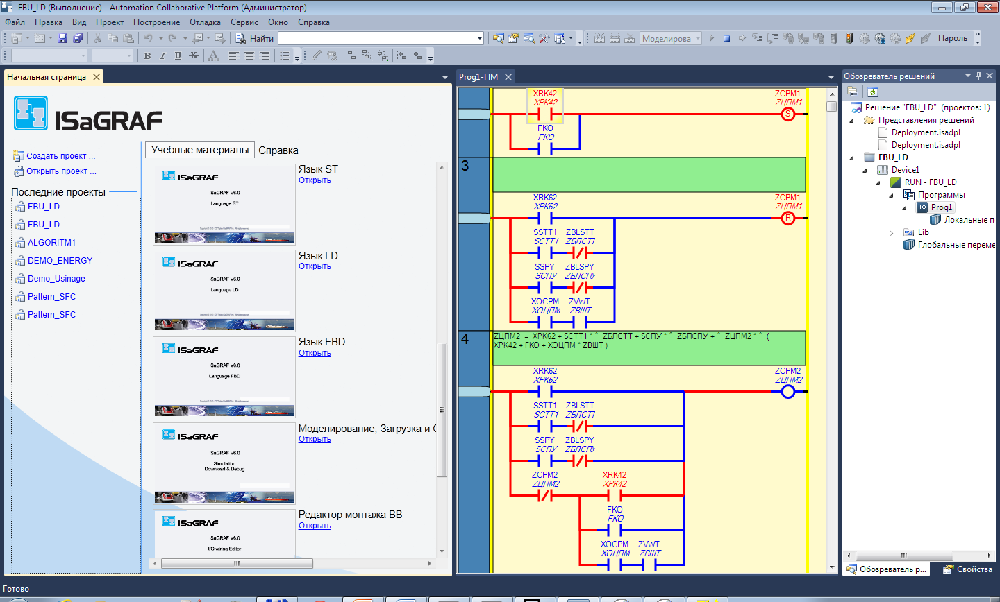 FBU_LD (Выполнение) - Automation Collaborative Platform (Администратор)
Файл Правка Вид Проект Построение Отладка Сервис Окно Справка
Найти
Моделирова
Пароль
B I U K A
Начальная страница
ISaGRAF
Создать проект ...
Открыть проект ...
Последние проекты
FBU_LD
FBU_LD
ALGORITM1
DEMO_ENERGY
Demo_Usinage
Pattern_SFC
Pattern_SFC
Учебные материалы Справка
ISaGRAF
ISaGRAF V6.0
Language ST
Язык ST
Открыть
ISaGRAF
ISaGRAF V6.0
Language LD
Язык LD
Открыть
ISaGRAF
ISaGRAF V6.0
Language FBD
Язык FBD
Открыть
ISaGRAF
ISaGRAF V6.0
Simulation
Download & Debug
Моделирование, Загрузка и О
Открыть
ISaGRAF
ISaGRAF V6.0
I/O wiring Editor
Редактор монтажа ВВ
Открыть
Prog1-ПМ
XRK42 ZCPM1
ХРК42 ZЦПМ1
S
FKO
FKO
3
XRK62 ZCPM1
ХРК62 ZЦПМ1
R
SSTT1 ZBLSTT
SСТТ1 ZБЛСТТ
SSPY ZBLSPY
SСПУ ZБЛСПУ
XOCPM ZVWT
ХОЦПМ ZВШТ
4
ZЦПМ2 = ХРК62 + SСТТ1 * ^ ZБЛСТТ + SСПУ * ^ ZБЛСПУ + ^ ZЦПМ2 * ^ (
ХРК42 + FKO + ХОЦПМ * ZВШТ )
XRK62 ZCPM2
ХРК62 ZЦПМ2
SSTT1 ZBLSTT
SСТТ1 ZБЛСТТ
SSPY ZBLSPY
SСПУ ZБЛСПУ
ZCPM2 XRK42
ZЦПМ2 ХРК42
FKO
FKO
XOCPM ZVWT
ХОЦПМ ZВШТ
Обозреватель решений
Решение "FBU_LD" (проектов: 1)
Представления решений
Deployment.isadpl
Deployment.isadpl
FBU_LD
Device1
RUN - FBU_LD
Программы
Prog1
Локальные п
Lib
Глобальные переме
Обозреватель р... Свойства
Готово